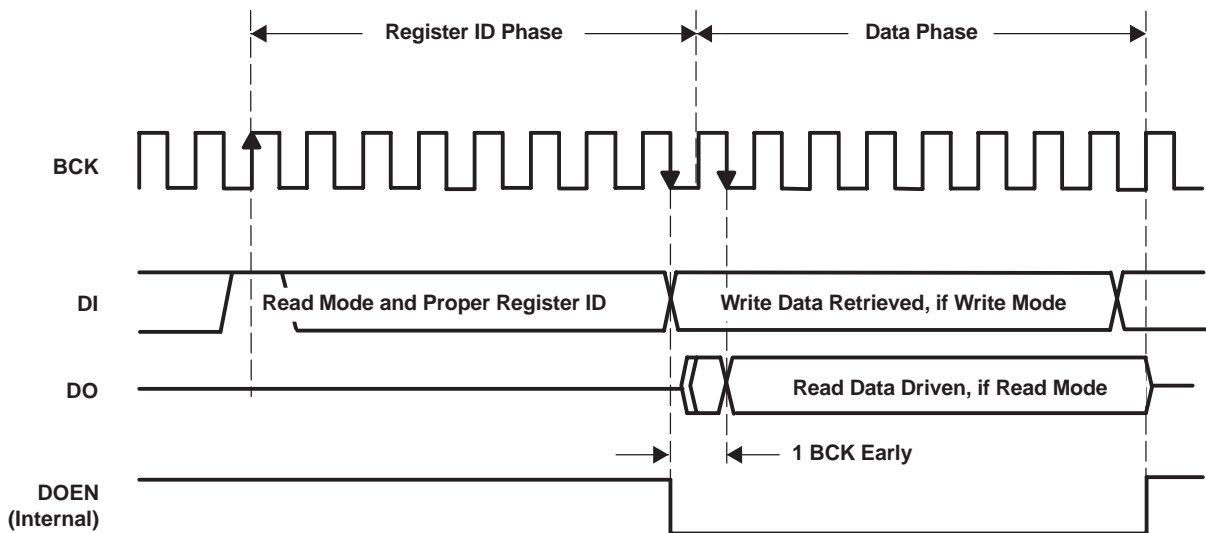 Register ID Phase
Data Phase
BCK
DI
Read Mode and Proper Register ID
Write Data Retrieved, if Write Mode
DO
Read Data Driven, if Read Mode
1 BCK Early
DOEN
(Internal)